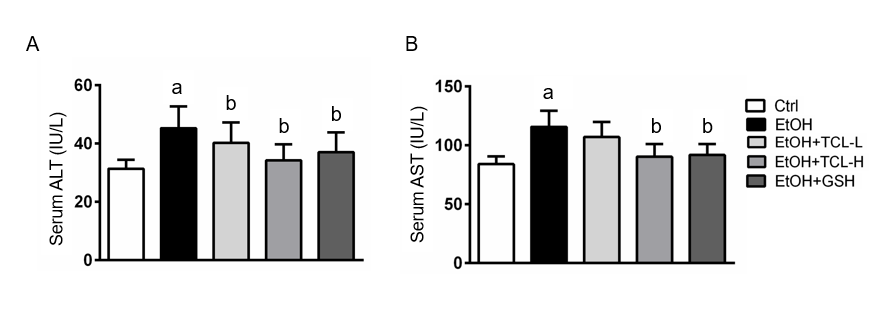 A
B
Serum ALT (IU/L)
60
40
20
0
a
b
b
b
Serum AST (IU/L)
150
100
50
0
a
b
b
Ctrl
EtOH
EtOH+TCL-L
EtOH+TCL-H
EtOH+GSH